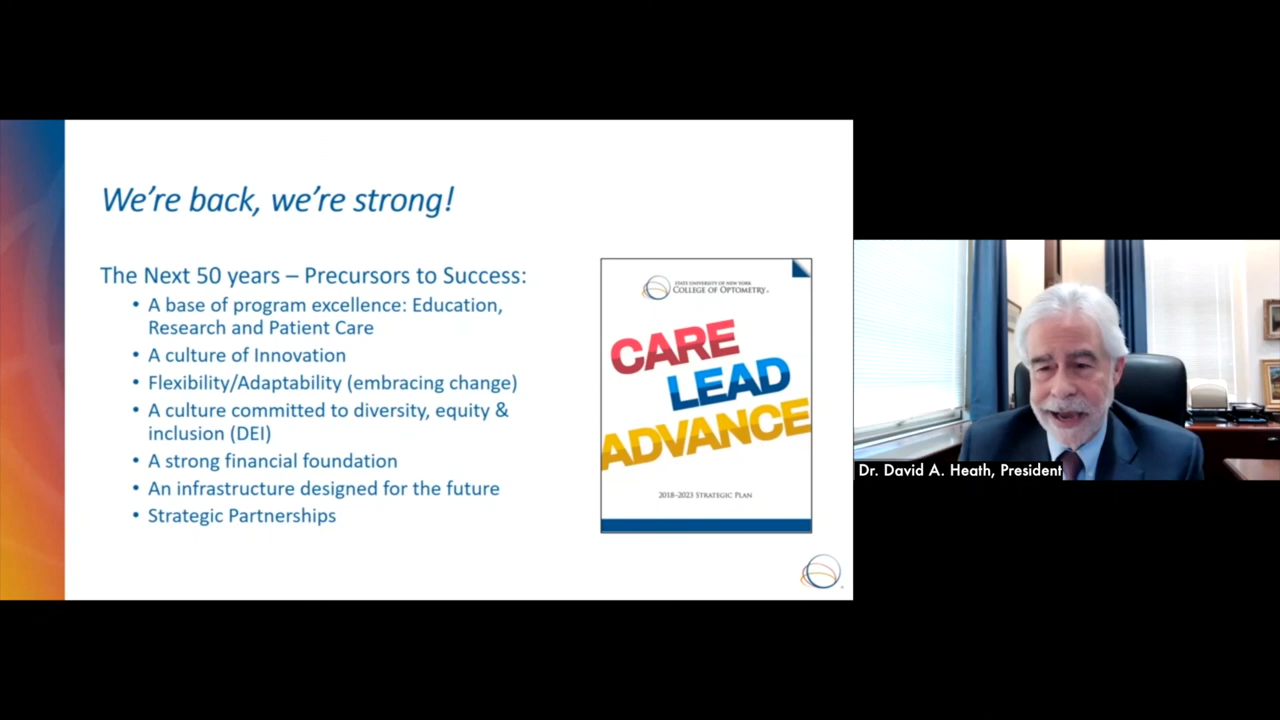 We're back, we're strong!
The Next 50 years – Precursors to Success:
• A base of program excellence: Education,
Research and Patient Care
• A culture of Innovation
• Flexibility/Adaptability (embracing change)
• A culture committed to diversity, equity &
inclusion (DEI)
• A strong financial foundation
• An infrastructure designed for the future
• Strategic Partnerships
STATE UNIVERSITY OF NEW YORK
COLLEGE OF OPTOMETRY
CARE
LEAD
ADVANCE
2018–2023 STRATEGIC PLAN
Dr. David A. Heath, President